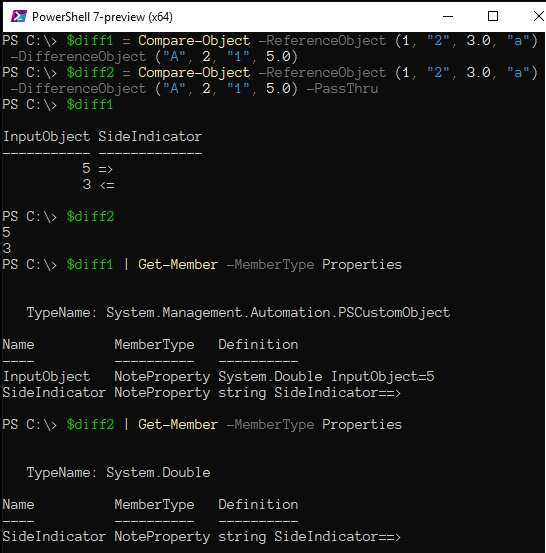 PowerShell 7-preview (x64)
PS C:\> $diff1 = Compare-Object -ReferenceObject (1, "2", 3.0, "a")
-DifferenceObject ("A", 2, "1", 5.0)
PS C:\> $diff2 = Compare-Object -ReferenceObject (1, "2", 3.0, "a")
-DifferenceObject ("A", 2, "1", 5.0) -PassThru
PS C:\> $diff1
InputObject SideIndicator
----------- -------------
          5 =>
          3 <=
PS C:\> $diff2
5
3
PS C:\> $diff1 | Get-Member -MemberType Properties
   TypeName: System.Management.Automation.PSCustomObject
Name          MemberType   Definition
----          ----------   ----------
InputObject   NoteProperty System.Double InputObject=5
SideIndicator NoteProperty string SideIndicator==>
PS C:\> $diff2 | Get-Member -MemberType Properties
   TypeName: System.Double
Name          MemberType   Definition
----          ----------   ----------
SideIndicator NoteProperty string SideIndicator==>